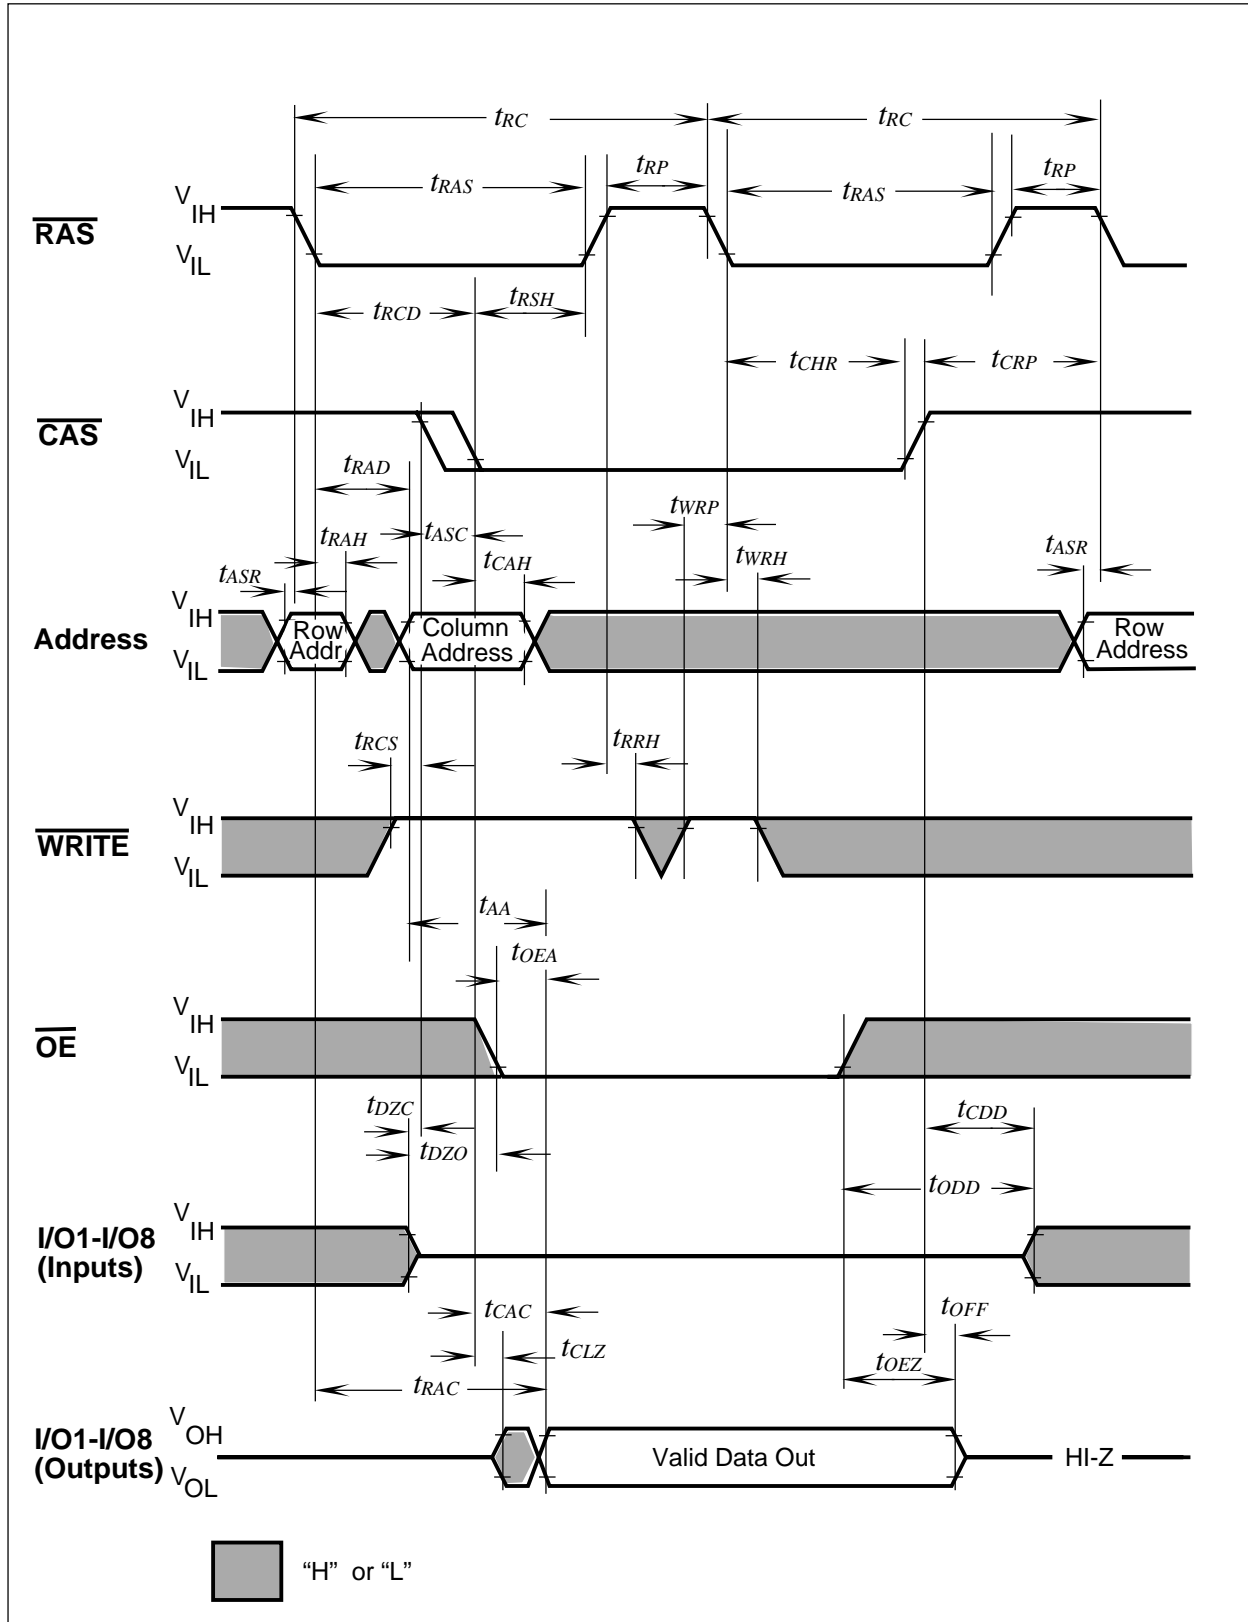 tRC tRC
tRP tRP
tRAS tRAS
VIH
RAS
VIL
tRCD tRSH
tCHR tCRP
VIH
CAS
VIL
tRAD
tWRP
tRAH tASC
tCAH tWRH tASR
tASR
VIH
Address
Row Addr Column Address Row Address
VIL
tRCS tRRH
VIH
WRITE
VIL
tAA
tOEA
VIH
OE
VIL
tDZC tCDD
tDZO
tODD
VIH
I/O1-I/O8
(Inputs)
VIL
tCAC tOFF
tCLZ tOEZ
tRAC
VOH
I/O1-I/O8
(Outputs)
Valid Data Out HI-Z
VOL
“H” or “L”